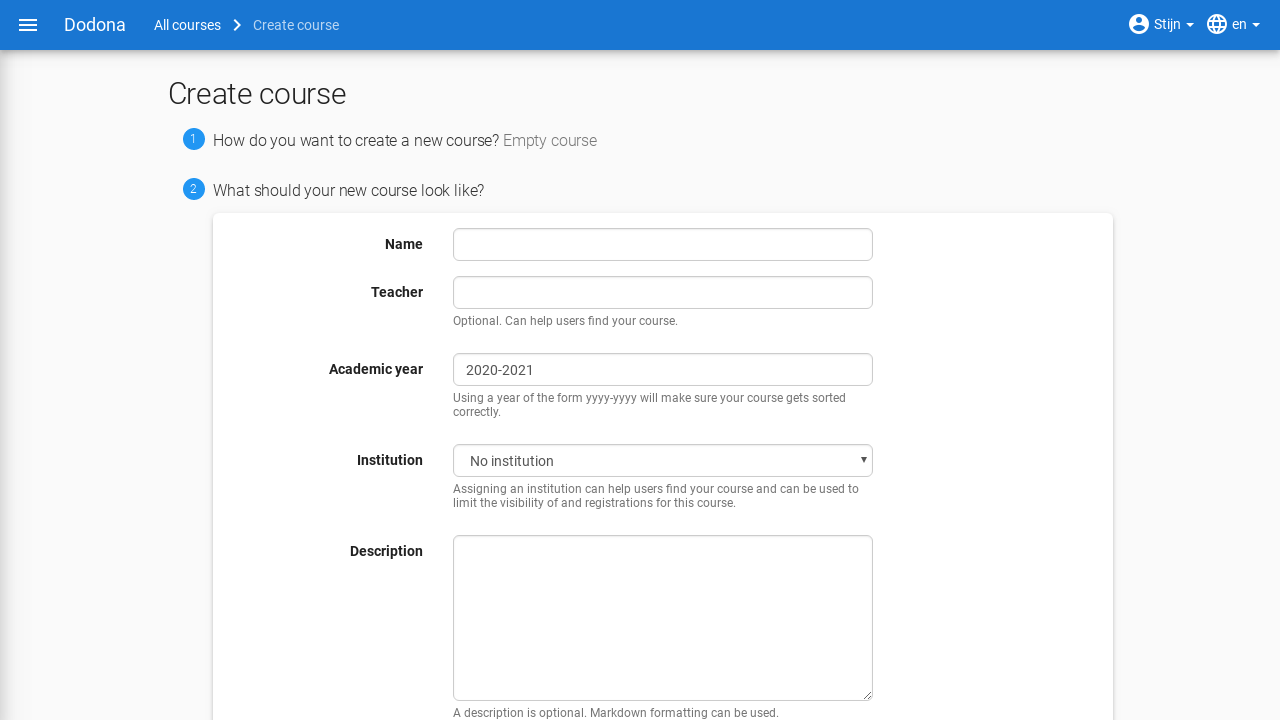 Dodona All courses Create course Stijn en
Create course
1 How do you want to create a new course? Empty course
2 What should your new course look like?
Name
Teacher
Optional. Can help users find your course.
Academic year 2020-2021
Using a year of the form yyyy-yyyy will make sure your course gets sorted
correctly.
Institution No institution
Assigning an institution can help users find your course and can be used to
limit the visibility of and registrations for this course.
Description
A description is optional. Markdown formatting can be used.